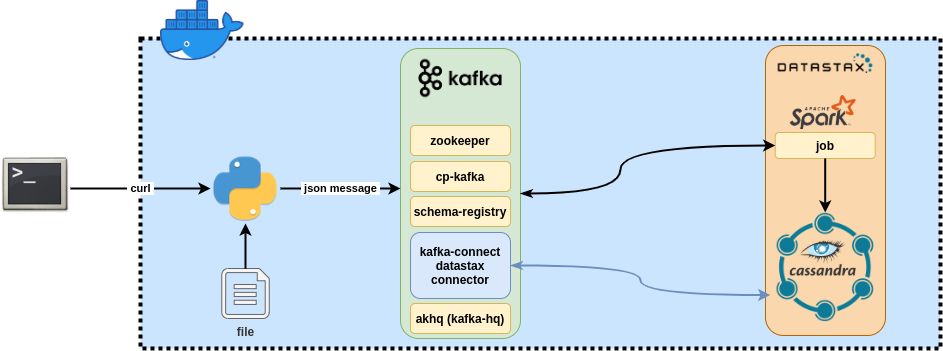 >_
curl
json message
file
kafka
zookeeper
cp-kafka
schema-registry
kafka-connect
datastax
connector
akhq (kafka-hq)
DATASTAX
APACHE
Spark
job
cassandra